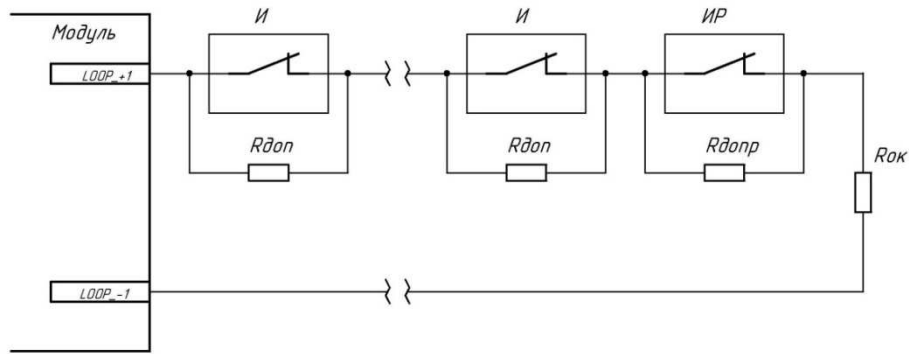 И
И
ИР
Модуль
LOOP_+1
Rдоп
Rдоп
Rдопр
Rок
LOOP_-1